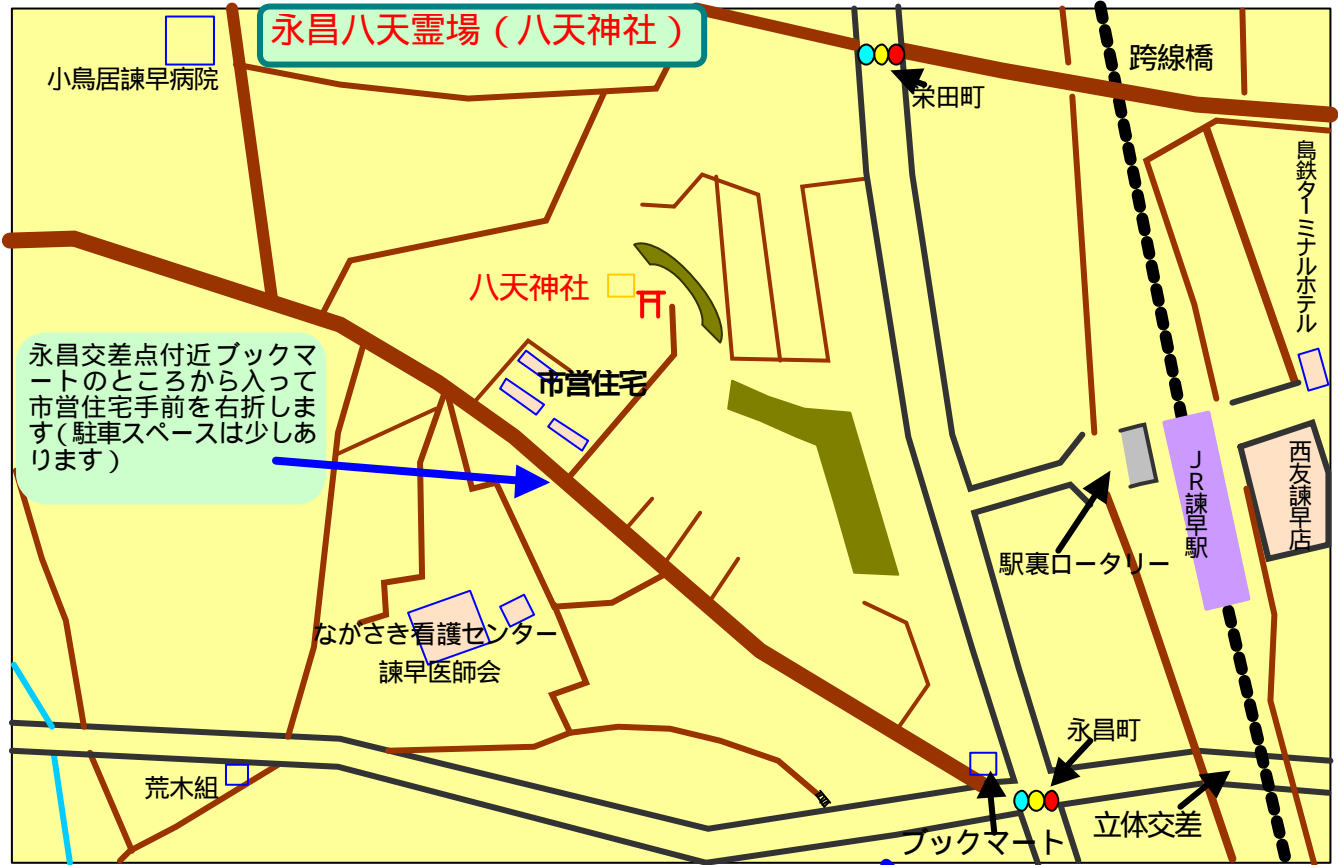 永昌八天霊場（八天神社）
小鳥居諫早病院
跨線橋
栄田町
島鉄ターミナルホテル
八天神社
永昌交差点付近ブックマ
ートのところから入って
市営住宅手前を右折しま
す（駐車スペースは少しあ
ります）
市営住宅
ＪＲ諫早駅
西友諫早店
駅裏ロータリー
ながさき看護センター
諫早医師会
永昌町
荒木組
立体交差
ブックマート